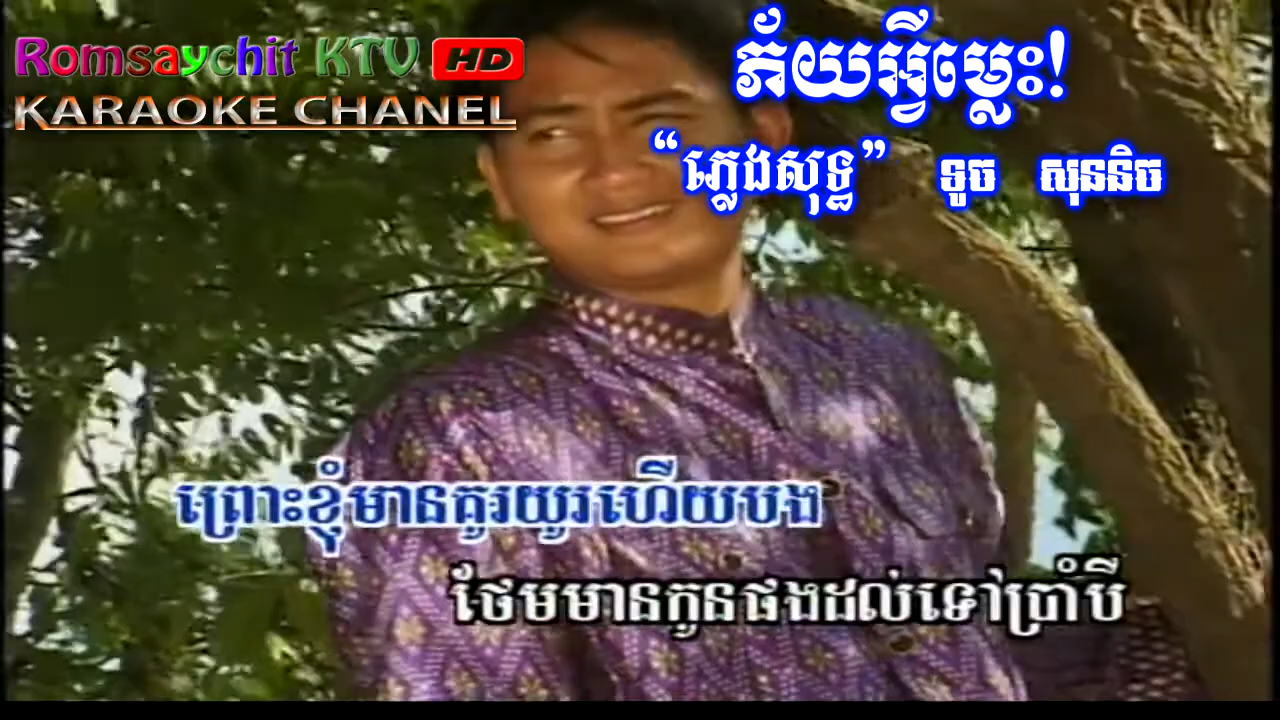 Romsaychit KTV HD
KARAOKE CHANEL
ភ័យអ្វីម្លេះ!
“ភ្លេងសុទ្ធ” ទូច សុននិច
ព្រោះខ្ញុំមានគូរយូរហើយបង
ថែមមានកូនផងដល់ទៅប្រាំបី